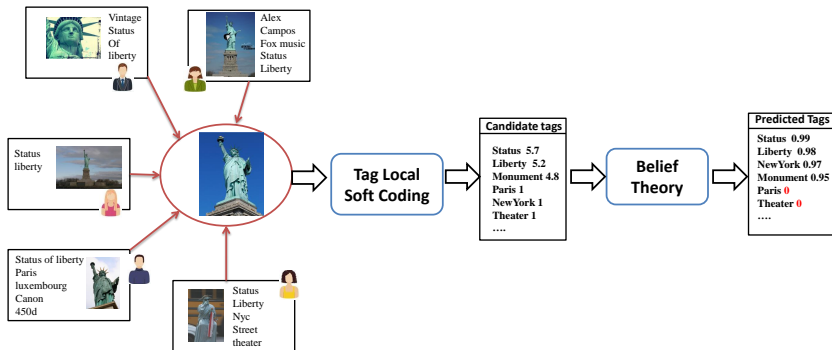 Vintage
Status
Of
liberty
Alex
Campos
Fox music
Status
Liberty
Status
liberty
Status of liberty
Paris
luxembourg
Canon
450d
Status
Liberty
Nyc
Street
theater
Tag Local
Soft Coding
Candidate tags
Status 5.7
Liberty 5.2
Monument 4.8
Paris 1
NewYork 1
Theater 1
....
Belief
Theory
Predicted Tags
Status 0.99
Liberty 0.98
NewYork 0.97
Monument 0.95
Paris 0
Theater 0
....